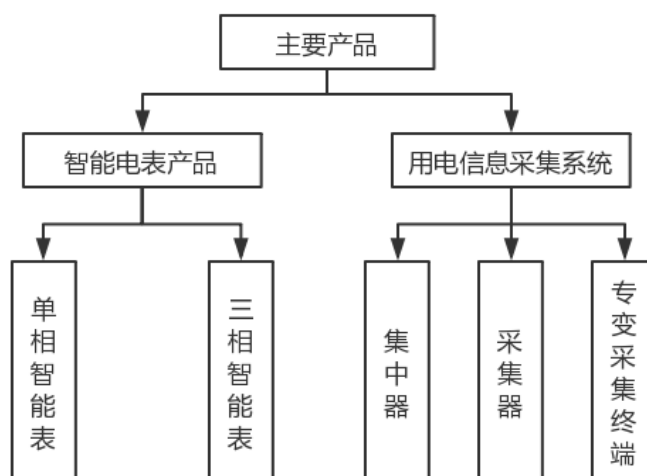 主要产品
智能电表产品
用电信息采集系统
单相智能表
三相智能表
集中器
采集器
专变采集终端